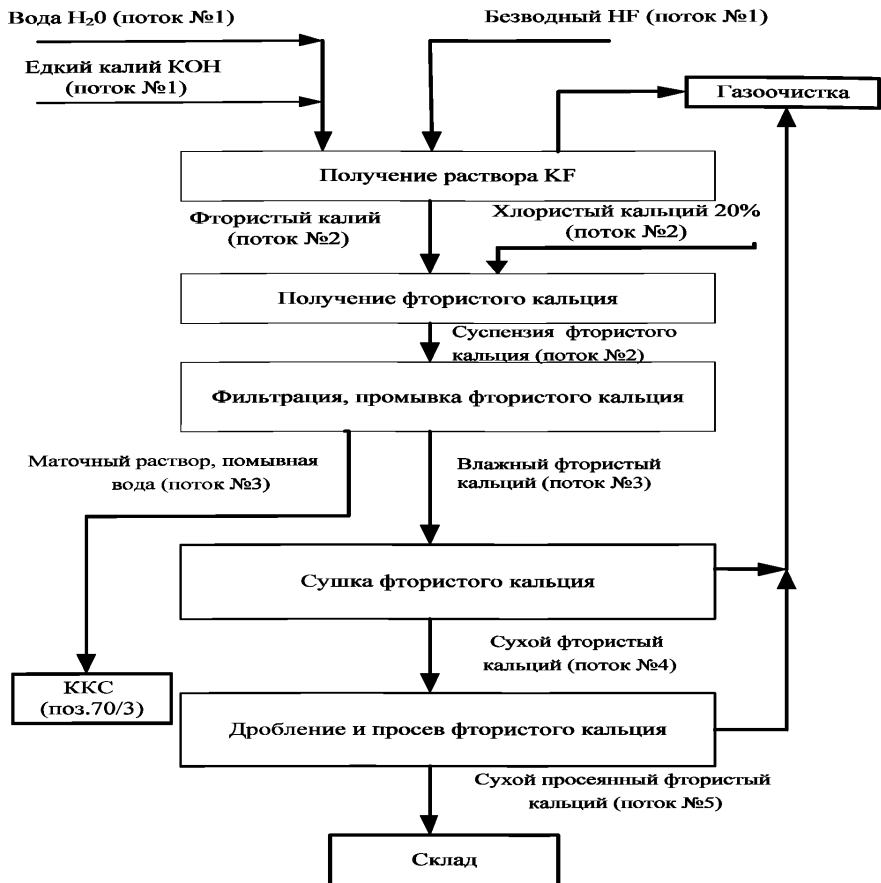 Вода H₂0 (поток №1)
Безводный HF (поток №1)
Едкий калий KOH
(поток №1)
Газоочистка
Получение раствора KF
Фтористый калий
(поток №2)
Хлористый кальций 20%
(поток №2)
Получение фтористого кальция
Суспензия фтористого
кальция (поток №2)
Фильтрация, промывка фтористого кальция
Маточный раствор, помывная
вода (поток №3)
Влажный фтористый
кальций (поток №3)
Сушка фтористого кальция
Сухой фтористый
кальций (поток №4)
ККС
(поз.70/3)
Дробление и просев фтористого кальция
Сухой просеянный фтористый
кальций (поток №5)
Склад